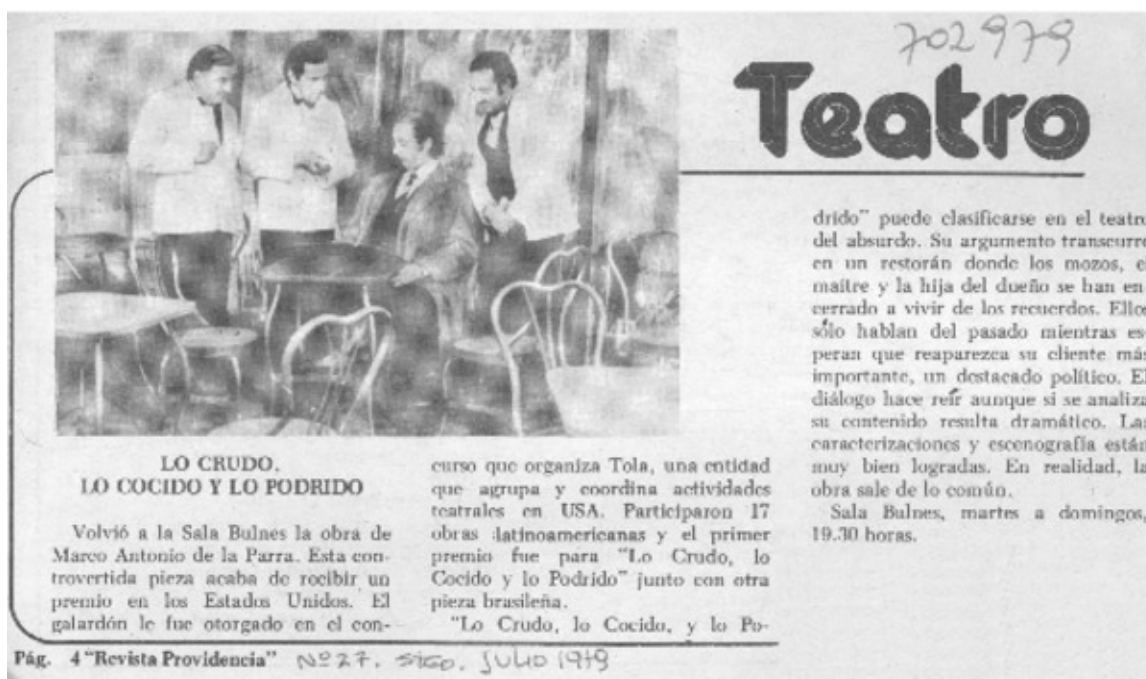 702979
Teatro
LO CRUDO,
LO COCIDO Y LO PODRIDO
Volvió a la Sala Bulnes la obra de
Marco Antonio de la Parra. Esta con-
trovertida pieza acaba de recibir un
premio en los Estados Unidos. El
galardón le fue otorgado en el con-
curso que organiza Tola, una entidad
que agrupa y coordina actividades
teatrales en USA. Participaron 17
obras latinoamericanas y el primer
premio fue para "Lo Crudo, lo
Cocido y lo Podrido" junto con otra
pieza brasileña.
"Lo Crudo, lo Cocido, y lo Po-
drido" puede clasificarse en el teatro
del absurdo. Su argumento transcurre
en un restorán donde los mozos, el
maitre y la hija del dueño se han en-
cerrado a vivir de los recuerdos. Ellos
sólo hablan del pasado mientras es-
peran que reaparezca su cliente más
importante, un destacado político. El
diálogo hace reír aunque si se analiza
su contenido resulta dramático. Las
caracterizaciones y escenografía están
muy bien logradas. En realidad, la
obra sale de lo común.
Sala Bulnes, martes a domingos,
19.30 horas.
Pág. 4 "Revista Providencia" Nº 27. STGO. JULIO 1979